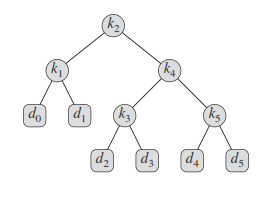 k₂
k₁ k₄
d₀ d₁ k₃ k₅
d₂ d₃ d₄ d₅